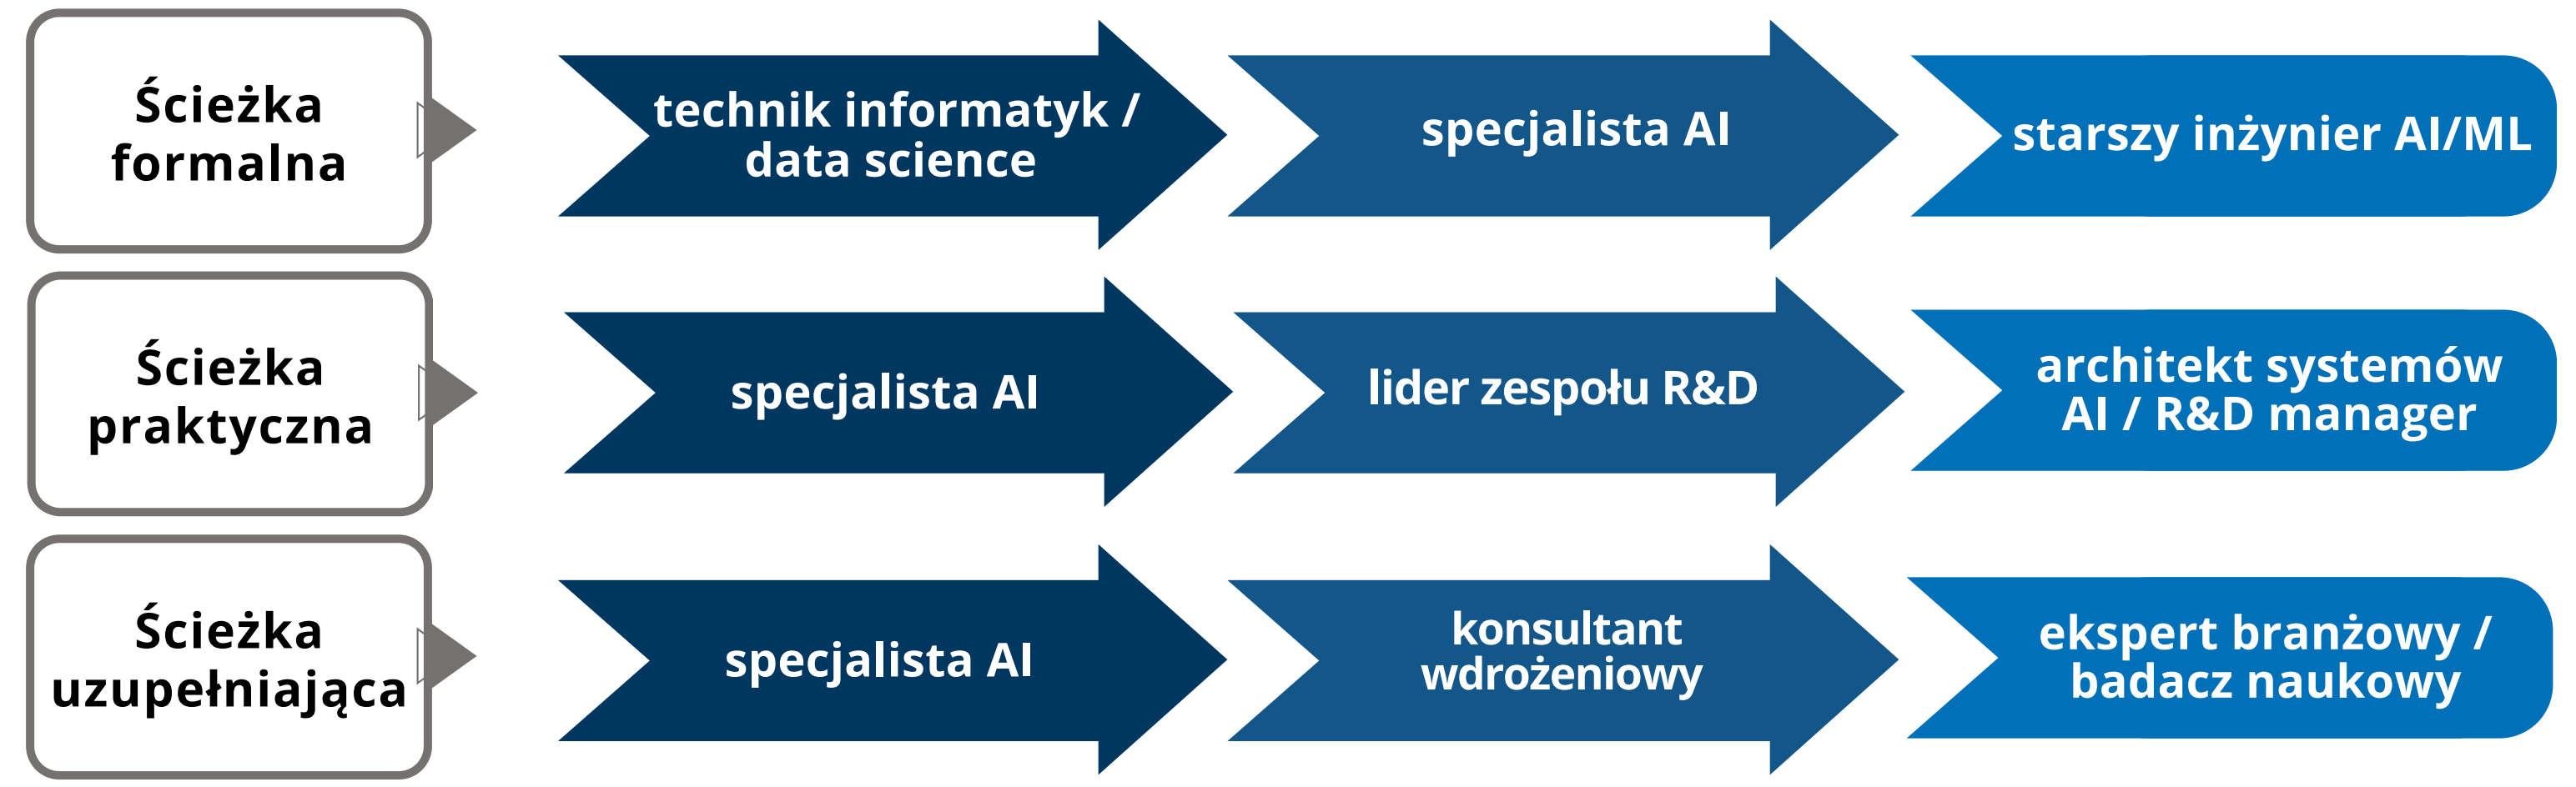 Ścieżka
formalna
technik informatyk /
data science
specjalista AI
starszy inżynier AI/ML
Ścieżka
praktyczna
specjalista AI
lider zespołu R&D
architekt systemów
AI / R&D manager
Ścieżka
uzupełniająca
specjalista AI
konsultant
wdrożeniowy
ekspert branżowy /
badacz naukowy